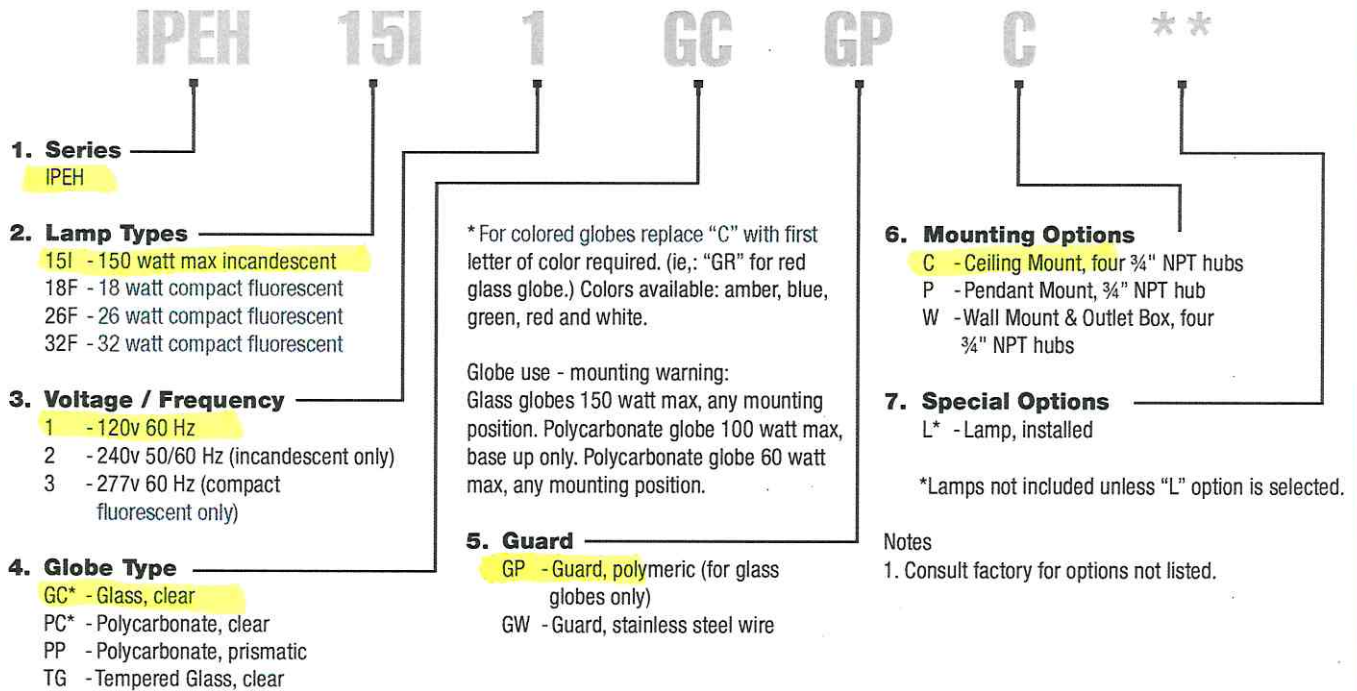 IPEH 15I 1 GC GP C **
1. Series
IPEH
2. Lamp Types
15I - 150 watt max incandescent
18F - 18 watt compact fluorescent
26F - 26 watt compact fluorescent
32F - 32 watt compact fluorescent
3. Voltage / Frequency
1 - 120v 60 Hz
2 - 240v 50/60 Hz (incandescent only)
3 - 277v 60 Hz (compact
fluorescent only)
4. Globe Type
GC* - Glass, clear
PC* - Polycarbonate, clear
PP - Polycarbonate, prismatic
TG - Tempered Glass, clear
* For colored globes replace "C" with first
letter of color required. (ie,: "GR" for red
glass globe.) Colors available: amber, blue,
green, red and white.
Globe use - mounting warning:
Glass globes 150 watt max, any mounting
position. Polycarbonate globe 100 watt max,
base up only. Polycarbonate globe 60 watt
max, any mounting position.
5. Guard
GP - Guard, polymeric (for glass
globes only)
GW - Guard, stainless steel wire
6. Mounting Options
C - Ceiling Mount, four ¾" NPT hubs
P - Pendant Mount, ¾" NPT hub
W - Wall Mount & Outlet Box, four
¾" NPT hubs
7. Special Options
L* - Lamp, installed
*Lamps not included unless "L" option is selected.
Notes
1. Consult factory for options not listed.